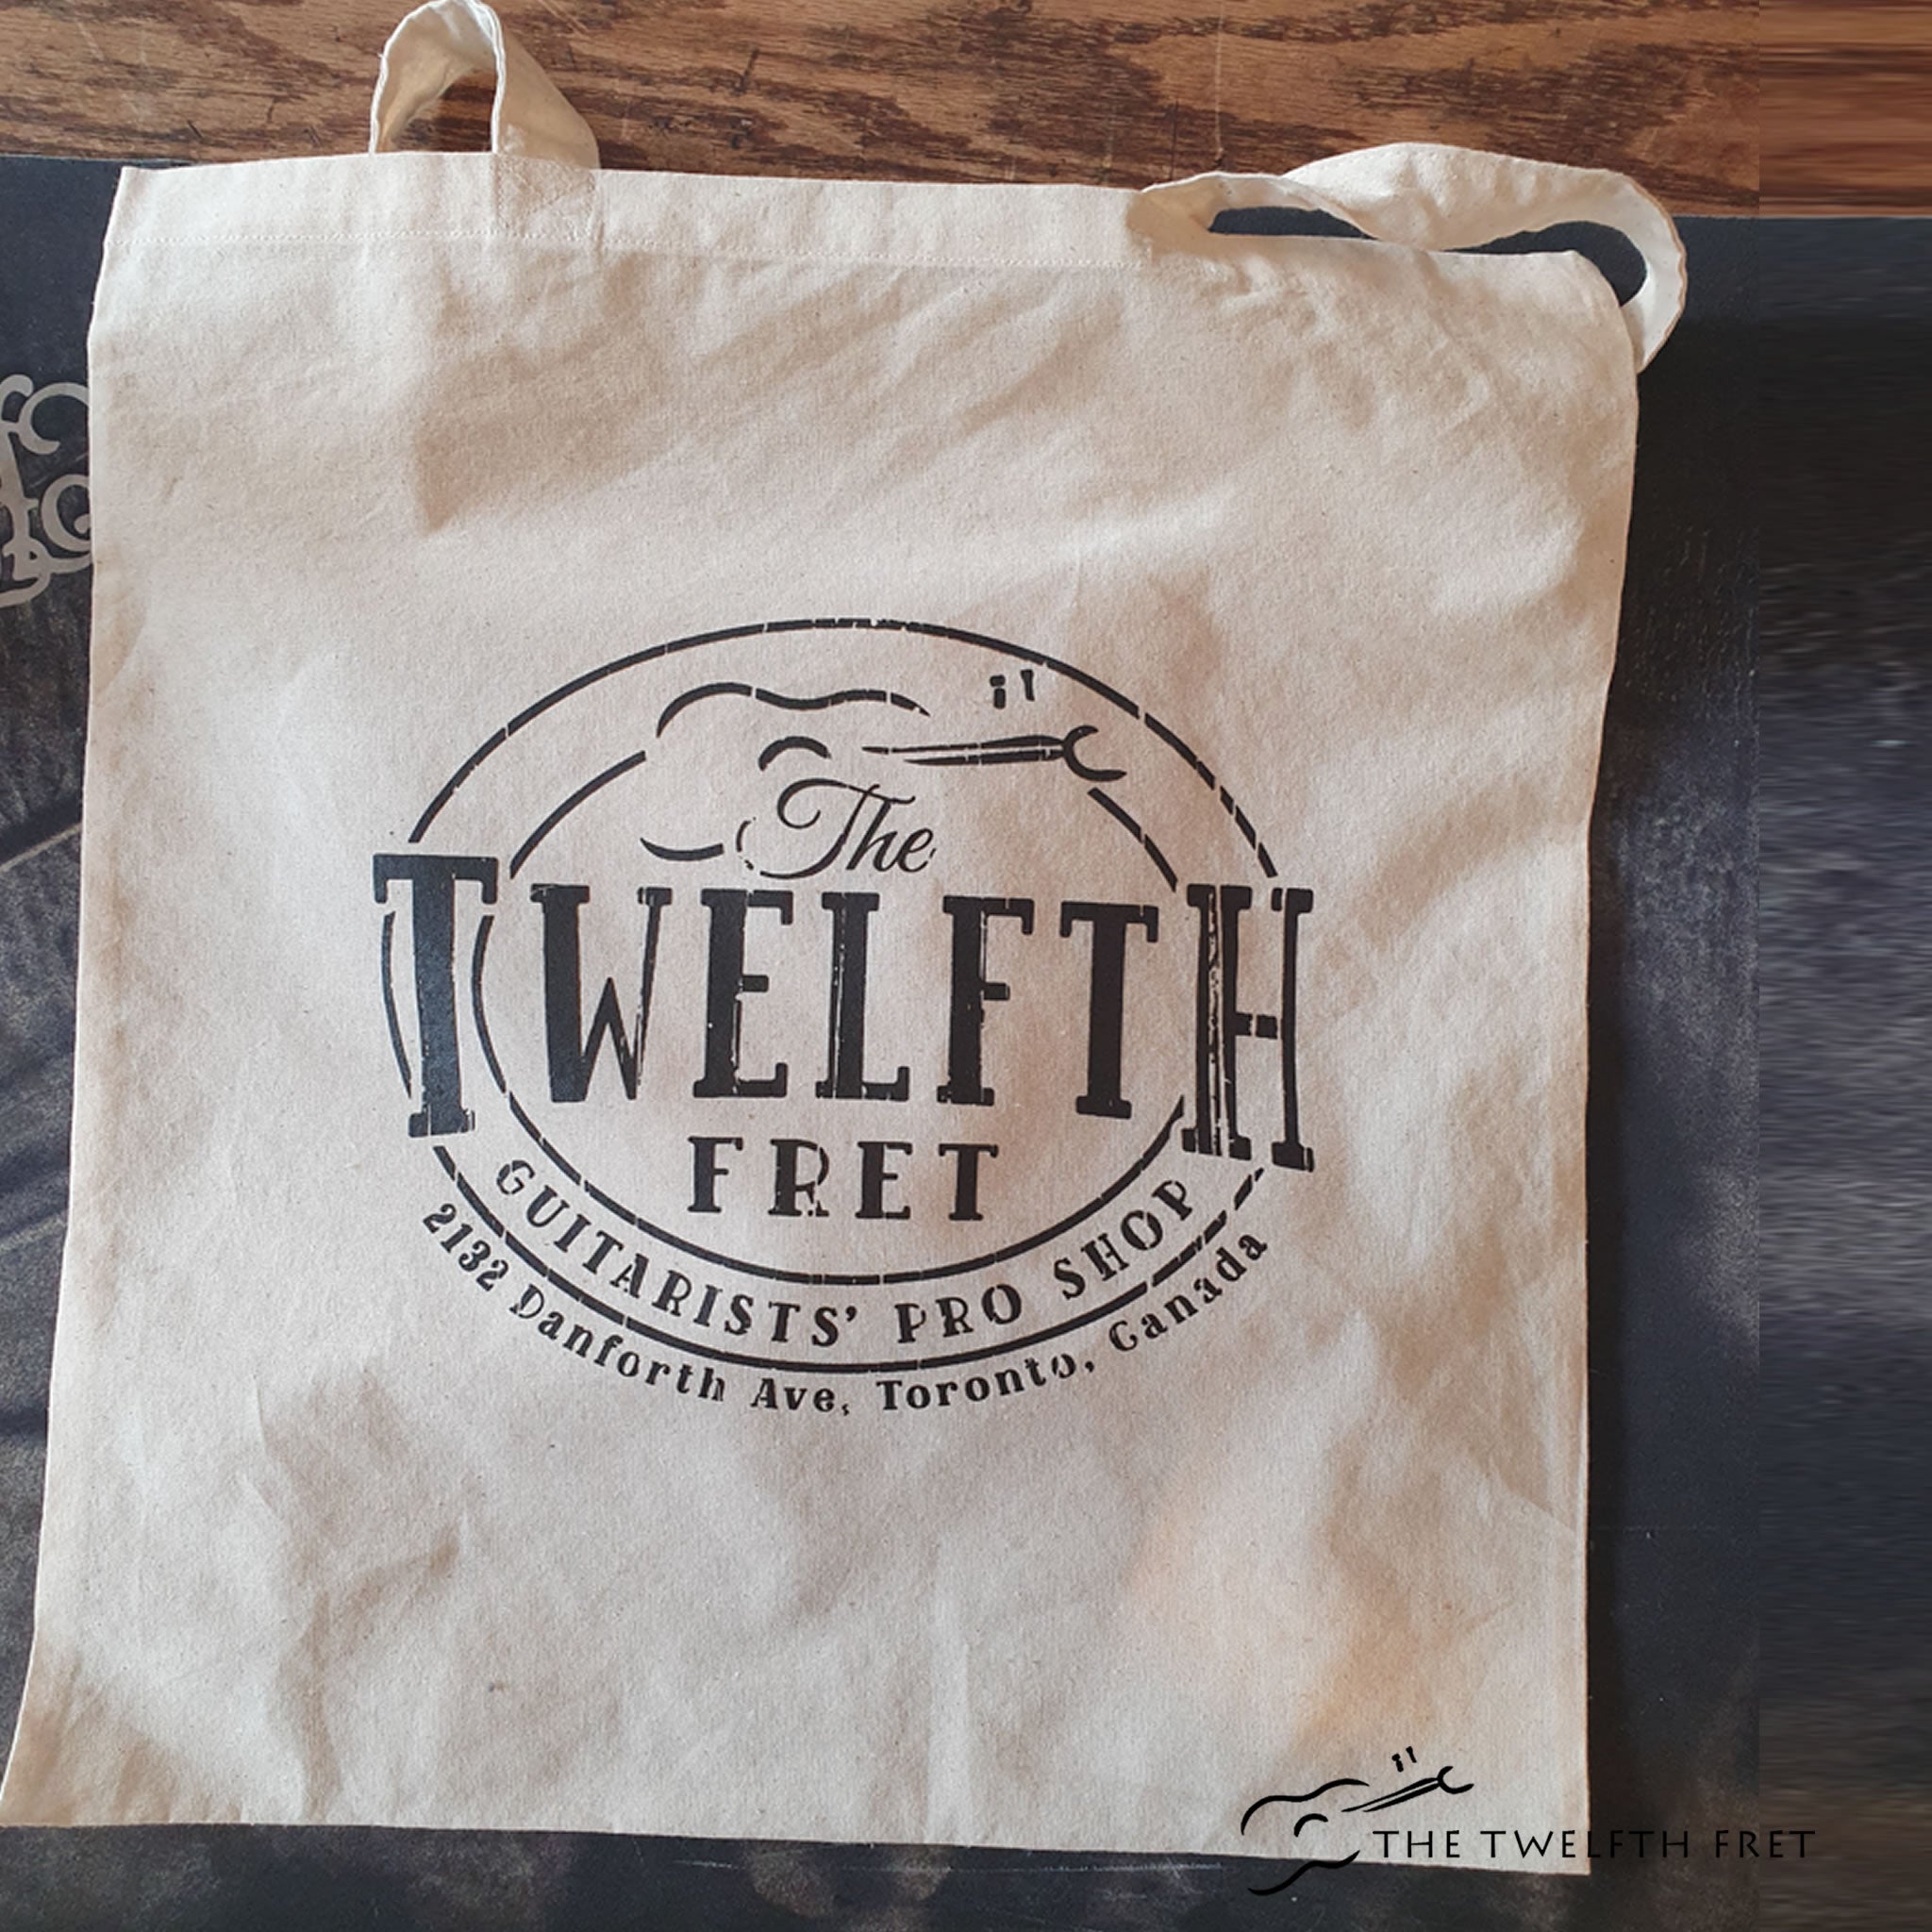 The
TWELFTH
FRET
GUITARISTS' PRO SHOP
2132 Danforth Ave, Toronto, Canada
THE TWELFTH FRET